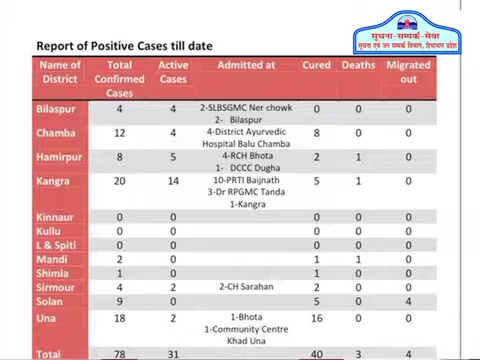 सूचना-सम्पर्क-सेवा
सूचना एवं जन सम्पर्क विभाग, हिमाचल प्रदेश
Report of Positive Cases till date
Name of District | Total Confirmed Cases | Active Cases | Admitted at | Cured | Deaths | Migrated out
Bilaspur | 4 | 4 | 2-SLBSGMC Ner chowk 2- Bilaspur | 0 | 0 | 0
Chamba | 12 | 4 | 4-District Ayurvedic Hospital Balu Chamba | 8 | 0 | 0
Hamirpur | 8 | 5 | 4-RCH Bhota 1- DCCC Dugha | 2 | 1 | 0
Kangra | 20 | 14 | 10-PRTI Baijnath 3-Dr RPGMC Tanda 1-Kangra | 5 | 1 | 0
Kinnaur | 0 | 0 | 0 | 0 | 0
Kullu | 0 | 0 | 0 | 0 | 0
L & Spiti | 0 | 0 | 0 | 0 | 0
Mandi | 2 | 0 | 1 | 1 | 0
Shimla | 1 | 0 | 1 | 0 | 0
Sirmour | 4 | 2 | 2-CH Sarahan | 2 | 0 | 0
Solan | 9 | 0 | 5 | 0 | 4
Una | 18 | 2 | 1-Bhota 1-Community Centre Khad Una | 16 | 0 | 0
Total | 78 | 31 | 40 | 3 | 4